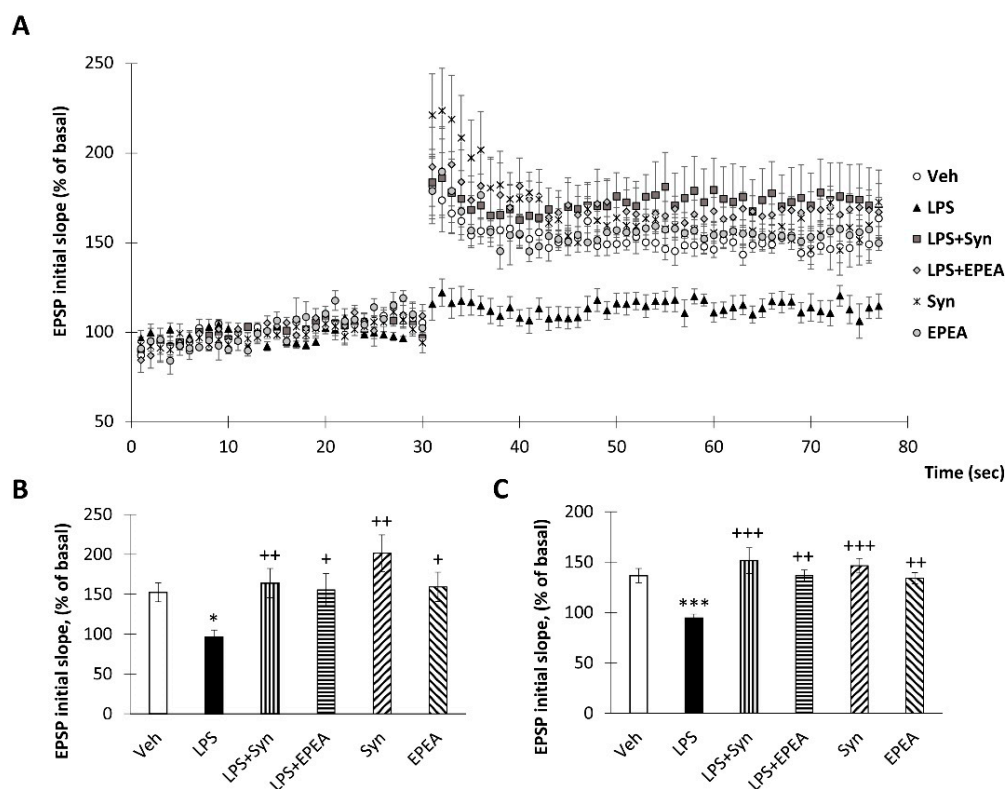 A
EPSP initial slope (% of basal)
250
200
150
100
50
0
10
20
30
40
50
60
70
80
Time (sec)
Veh
LPS
LPS+Syn
LPS+EPEA
Syn
EPEA
B
EPSP initial slope, (% of basal)
250
200
150
100
50
0
*
++
+
++
+
Veh
LPS
LPS+Syn
LPS+EPEA
Syn
EPEA
C
EPSP initial slope, (% of basal)
200
150
100
50
0
***
+++
++
+++
++
Veh
LPS
LPS+Syn
LPS+EPEA
Syn
EPEA